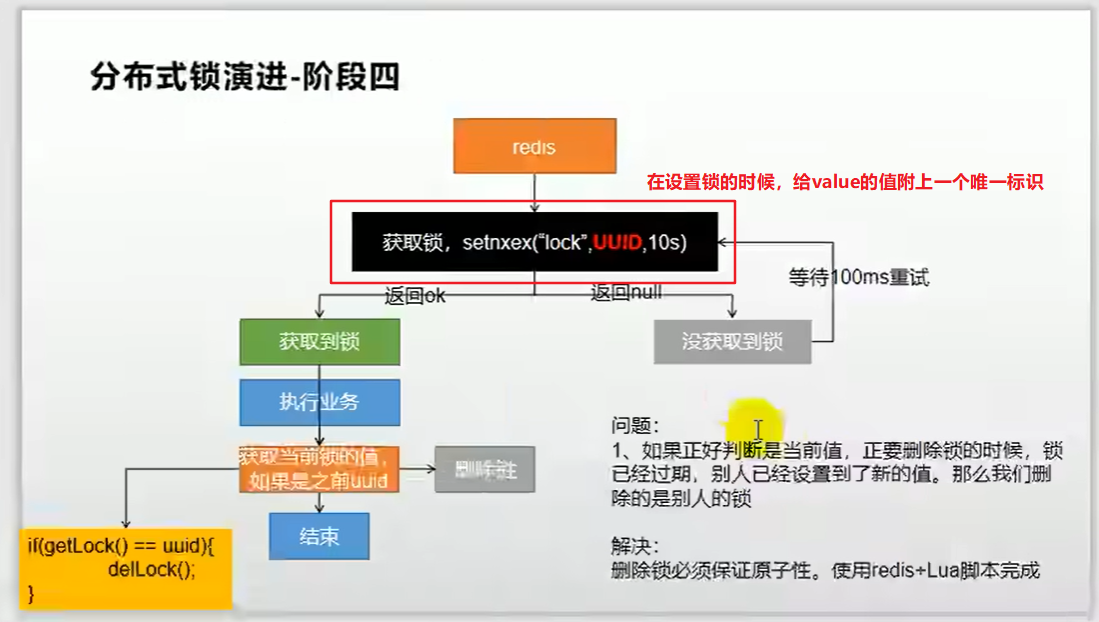 分布式锁演进-阶段四
redis
在设置锁的时候，给value的值附上一个唯一标识
获取锁，setnxex(“lock”,UUID,10s)
返回ok
返回null
等待100ms重试
获取到锁
没获取到锁
执行业务
获取当前锁的值，
如果是之前uuid
删除锁
结束
if(getLock() == uuid){
delLock();
}
问题：
1、如果正好判断是当前值，正要删除锁的时候，锁
已经过期，别人已经设置到了新的值。那么我们删
除的是别人的锁
解决：
删除锁必须保证原子性。使用redis+Lua脚本完成